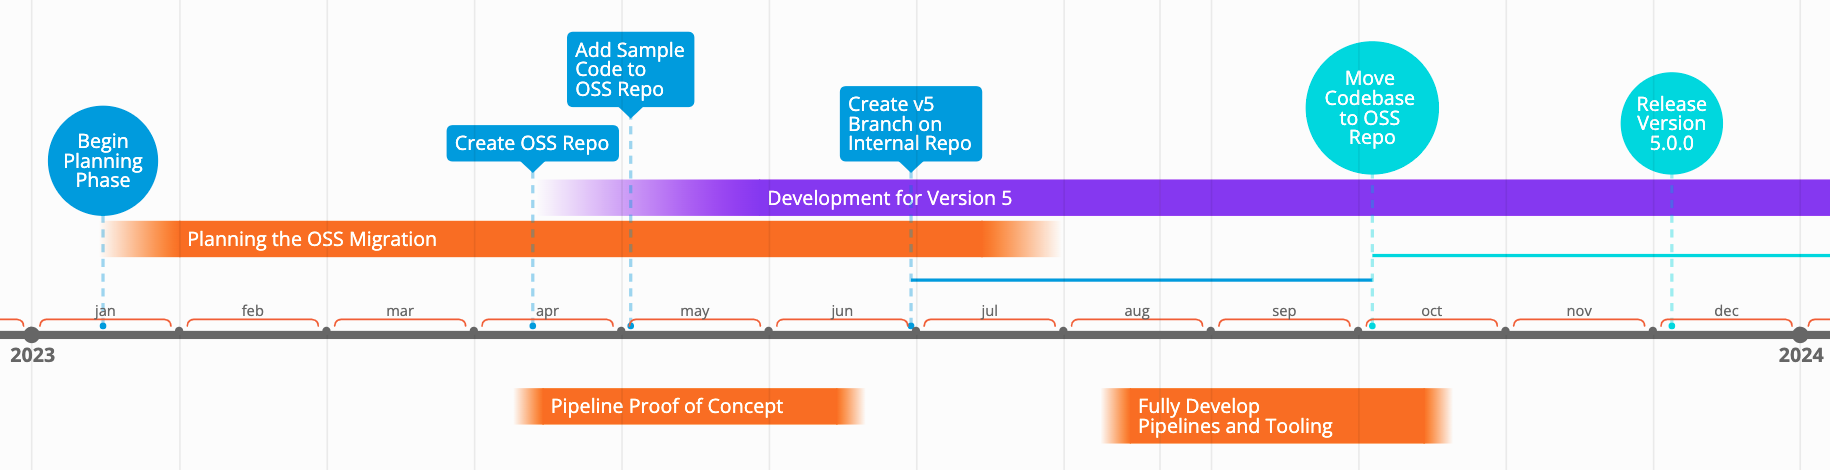 Add Sample
Code to
OSS Repo
Move
Codebase
to OSS
Repo
Create v5
Branch on
Internal Repo
Release
Version
5.0.0
Begin
Planning
Phase
Create OSS Repo
Development for Version 5
Planning the OSS Migration
jan
feb
mar
apr
may
jun
jul
aug
sep
oct
nov
dec
2023
2024
Pipeline Proof of Concept
Fully Develop
Pipelines and Tooling